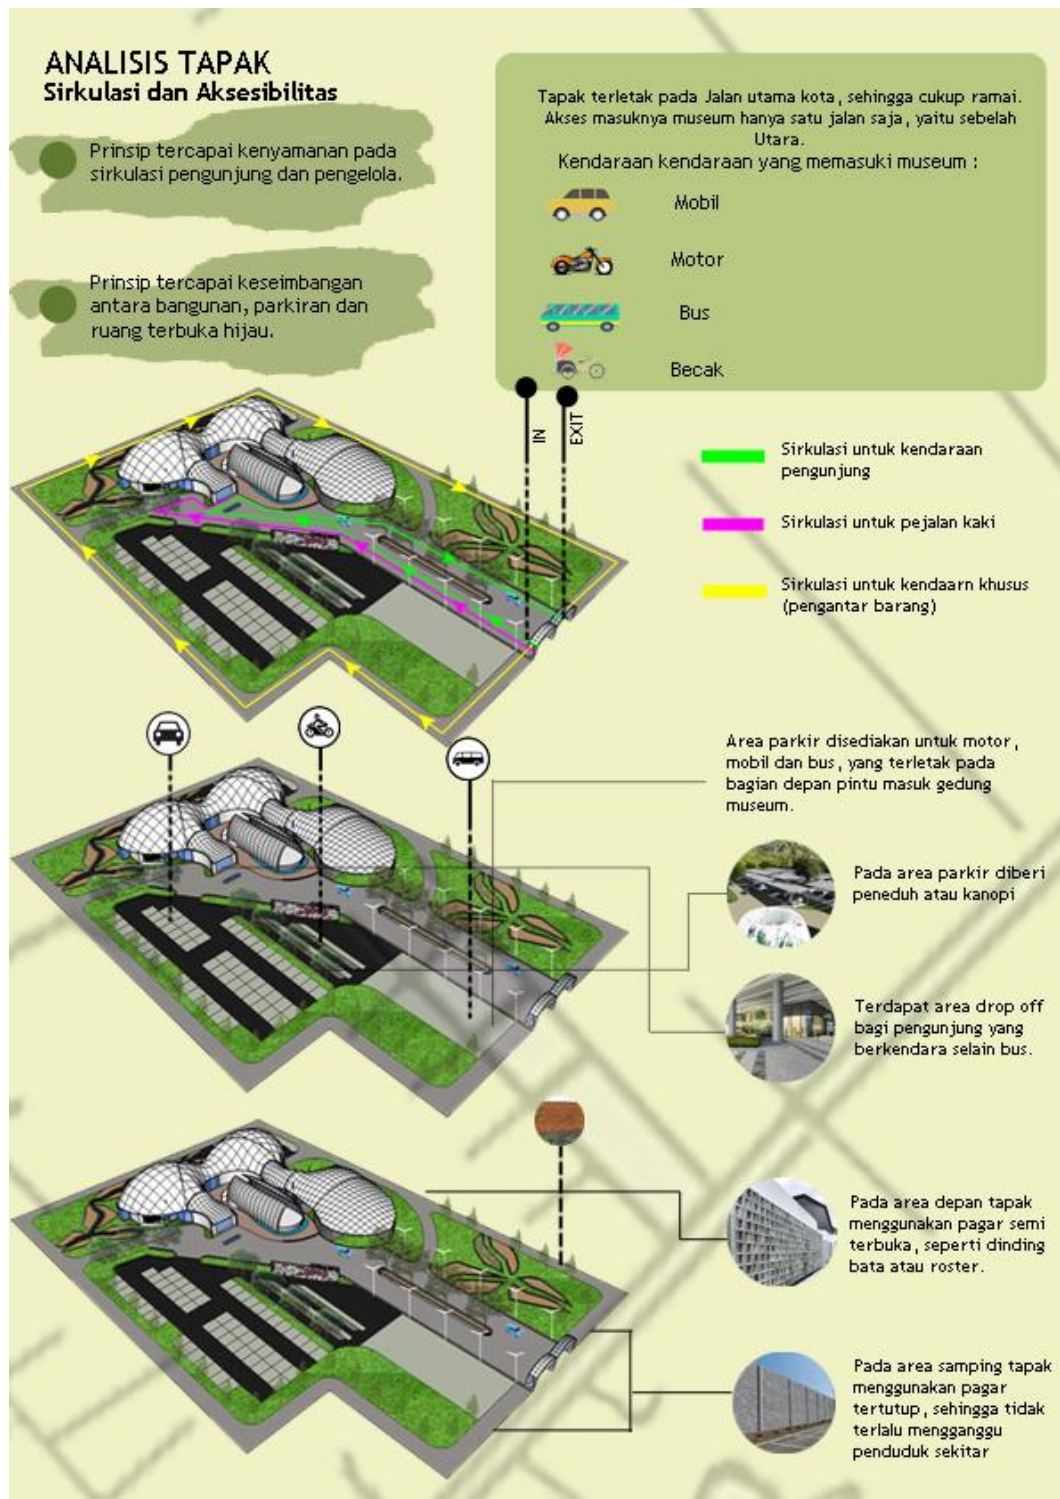 ANALISIS TAPAK
Sirkulasi dan Aksesibilitas
Prinsip tercapai kenyamanan pada
sirkulasi pengunjung dan pengelola.
Prinsip tercapai keseimbangan
antara bangunan, parkiran dan
ruang terbuka hijau.
Tapak terletak pada Jalan utama kota, sehingga cukup ramai.
Akses masuknya museum hanya satu jalan saja, yaitu sebelah
Utara.
Kendaraan kendaraan yang memasuki museum :
Mobil
Motor
Bus
Becak
IN
EXIT
Sirkulasi untuk kendaraan
pengunjung
Sirkulasi untuk pejalan kaki
Sirkulasi untuk kendaarn khusus
(pengantar barang)
Area parkir disediakan untuk motor,
mobil dan bus, yang terletak pada
bagian depan pintu masuk gedung
museum.
Pada area parkir diberi
peneduh atau kanopi
Terdapat area drop off
bagi pengunjung yang
berkendara selain bus.
Pada area depan tapak
menggunakan pagar semi
terbuka, seperti dinding
bata atau roster.
Pada area samping tapak
menggunakan pagar
tertutup, sehingga tidak
terlalu mengganggu
penduduk sekitar